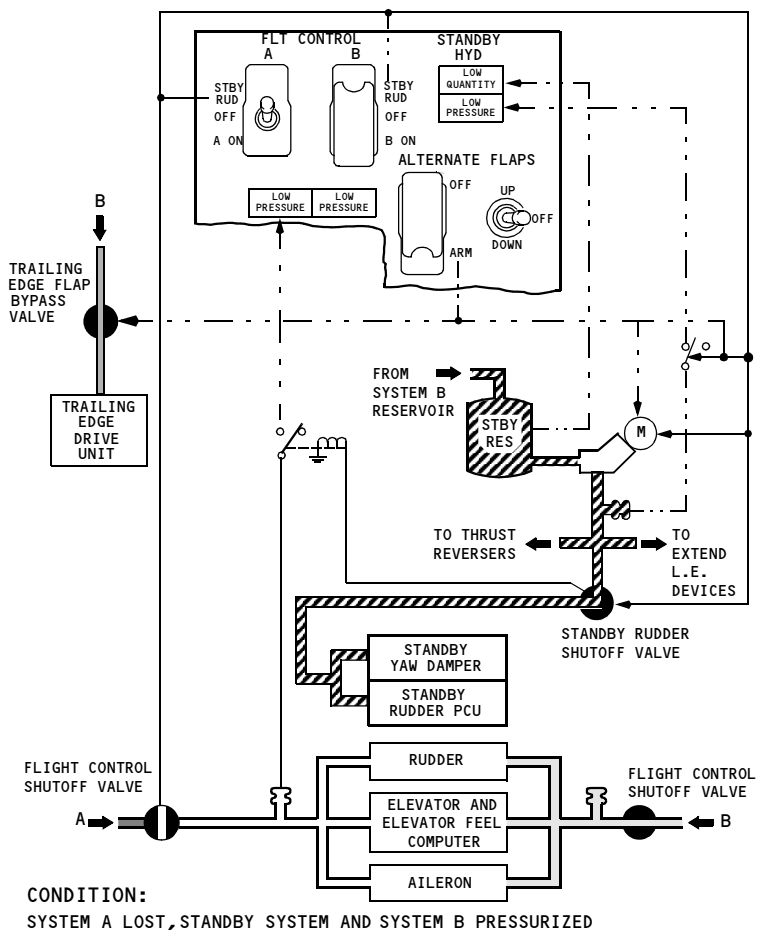 FLT CONTROL
A
B
STANDBY
HYD
STBY
RUD
OFF
A ON
STBY
RUD
OFF
B ON
LOW
QUANTITY
LOW
PRESSURE
ALTERNATE FLAPS
OFF
ARM
UP
OFF
DOWN
LOW
PRESSURE
LOW
PRESSURE
B
TRAILING
EDGE FLAP
BYPASS
VALVE
TRAILING
EDGE
DRIVE
UNIT
FROM
SYSTEM B
RESERVOIR
STBY
RES
M
TO THRUST
REVERSERS
TO
EXTEND
L.E.
DEVICES
STANDBY RUDDER
SHUTOFF VALVE
STANDBY
YAW DAMPER
STANDBY
RUDDER PCU
FLIGHT CONTROL
SHUTOFF VALVE
A
RUDDER
ELEVATOR AND
ELEVATOR FEEL
COMPUTER
AILERON
FLIGHT CONTROL
SHUTOFF VALVE
B
CONDITION:
SYSTEM A LOST, STANDBY SYSTEM AND SYSTEM B PRESSURIZED